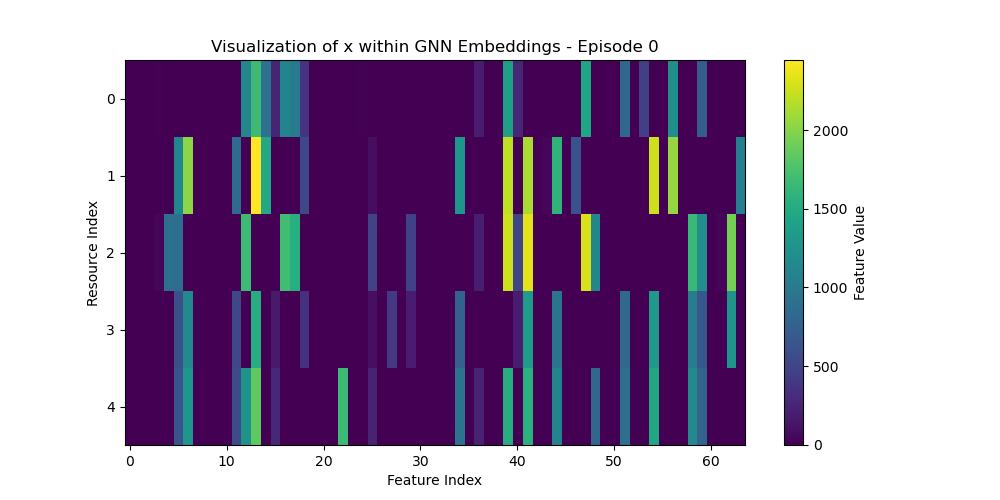 Visualization of x within GNN Embeddings - Episode 0
Resource Index
0
1
2
3
4
0 10 20 30 40 50 60
Feature Index
2000
1500
1000
500
0
Feature Value